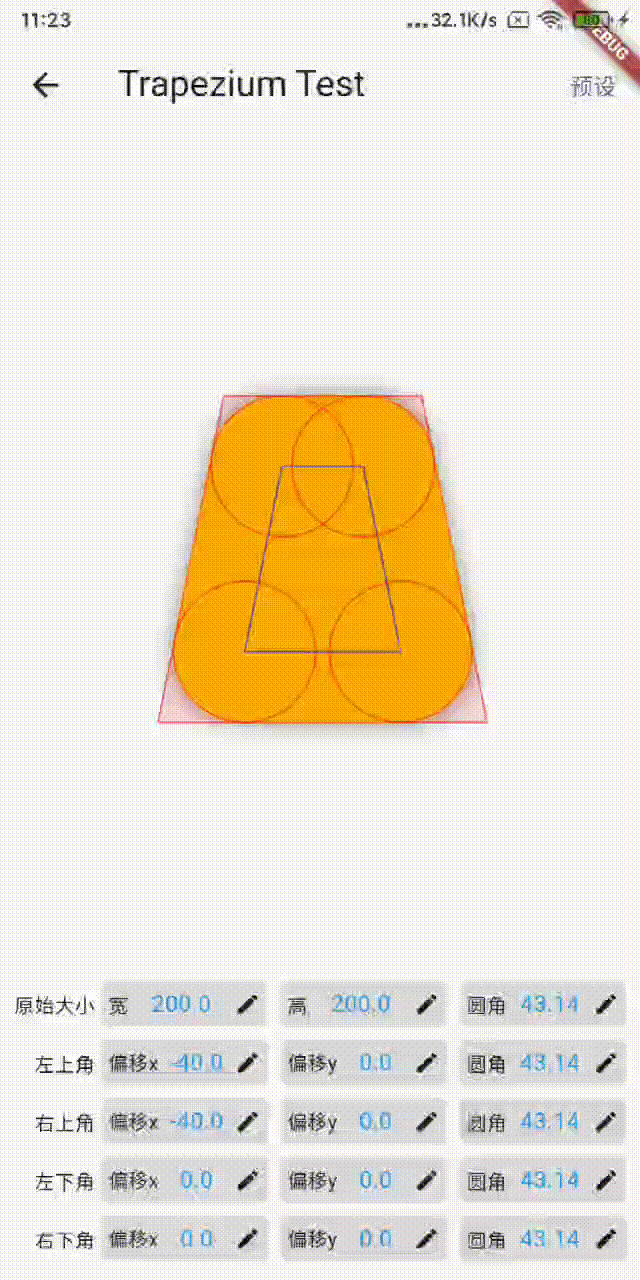 11:23 ...32.1K/s 80
EBUG
Trapezium Test 预设
原始大小 宽 200.0 高 200.0 圆角 43.14
左上角 偏移x -40.0 偏移y 0.0 圆角 43.14
右上角 偏移x -40.0 偏移y 0.0 圆角 43.14
左下角 偏移x 0.0 偏移y 0.0 圆角 43.14
右下角 偏移x 0.0 偏移y 0.0 圆角 43.14